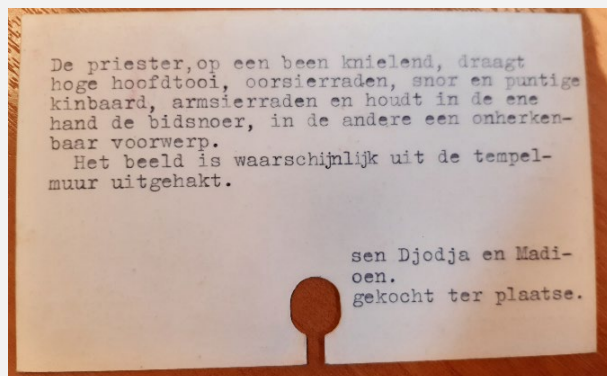 De priester,op een been knielend, draagt
hoge hoofdtooi, oorsierraden, snor en puntige
kinbaard, armsierraden en houdt in de ene
hand de bidsnoer, in de andere een onherken-
baar voorwerp.
Het beeld is waarschijnlijk uit de tempel-
muur uitgehakt.
sen Djodja en Madi-
oen.
gekocht ter plaatse.